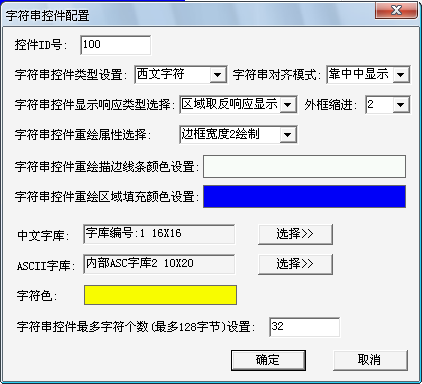 字符串控件配置
控件ID号: 100
字符串控件类型设置: 西文字符 字符串对齐模式: 靠中中显示
字符串控件显示响应类型选择: 区域取反响应显示 外框缩进: 2
字符串控件重绘属性选择: 边框宽度2绘制
字符串控件重绘描边线条颜色设置:
字符串控件重绘区域填充颜色设置:
中文字库: 字库编号:1 16X16 选择>>
ASCII字库: 内部ASC字库2 10X20 选择>>
字符色:
字符串控件最多字符个数(最多128字节)设置: 32
确定 取消